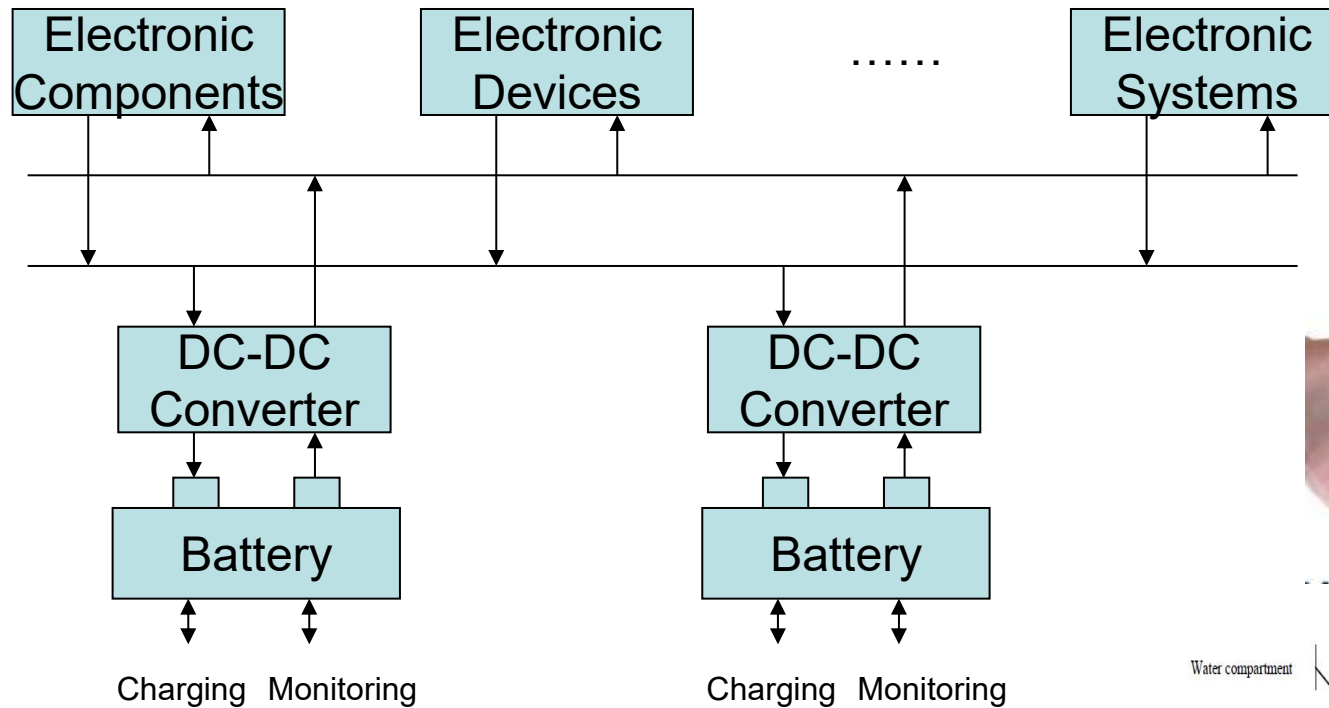 Electronic
Components
Electronic
Devices
......
Electronic
Systems
DC-DC
Converter
DC-DC
Converter
Battery
Battery
Water compartment
Charging Monitoring
Charging Monitoring